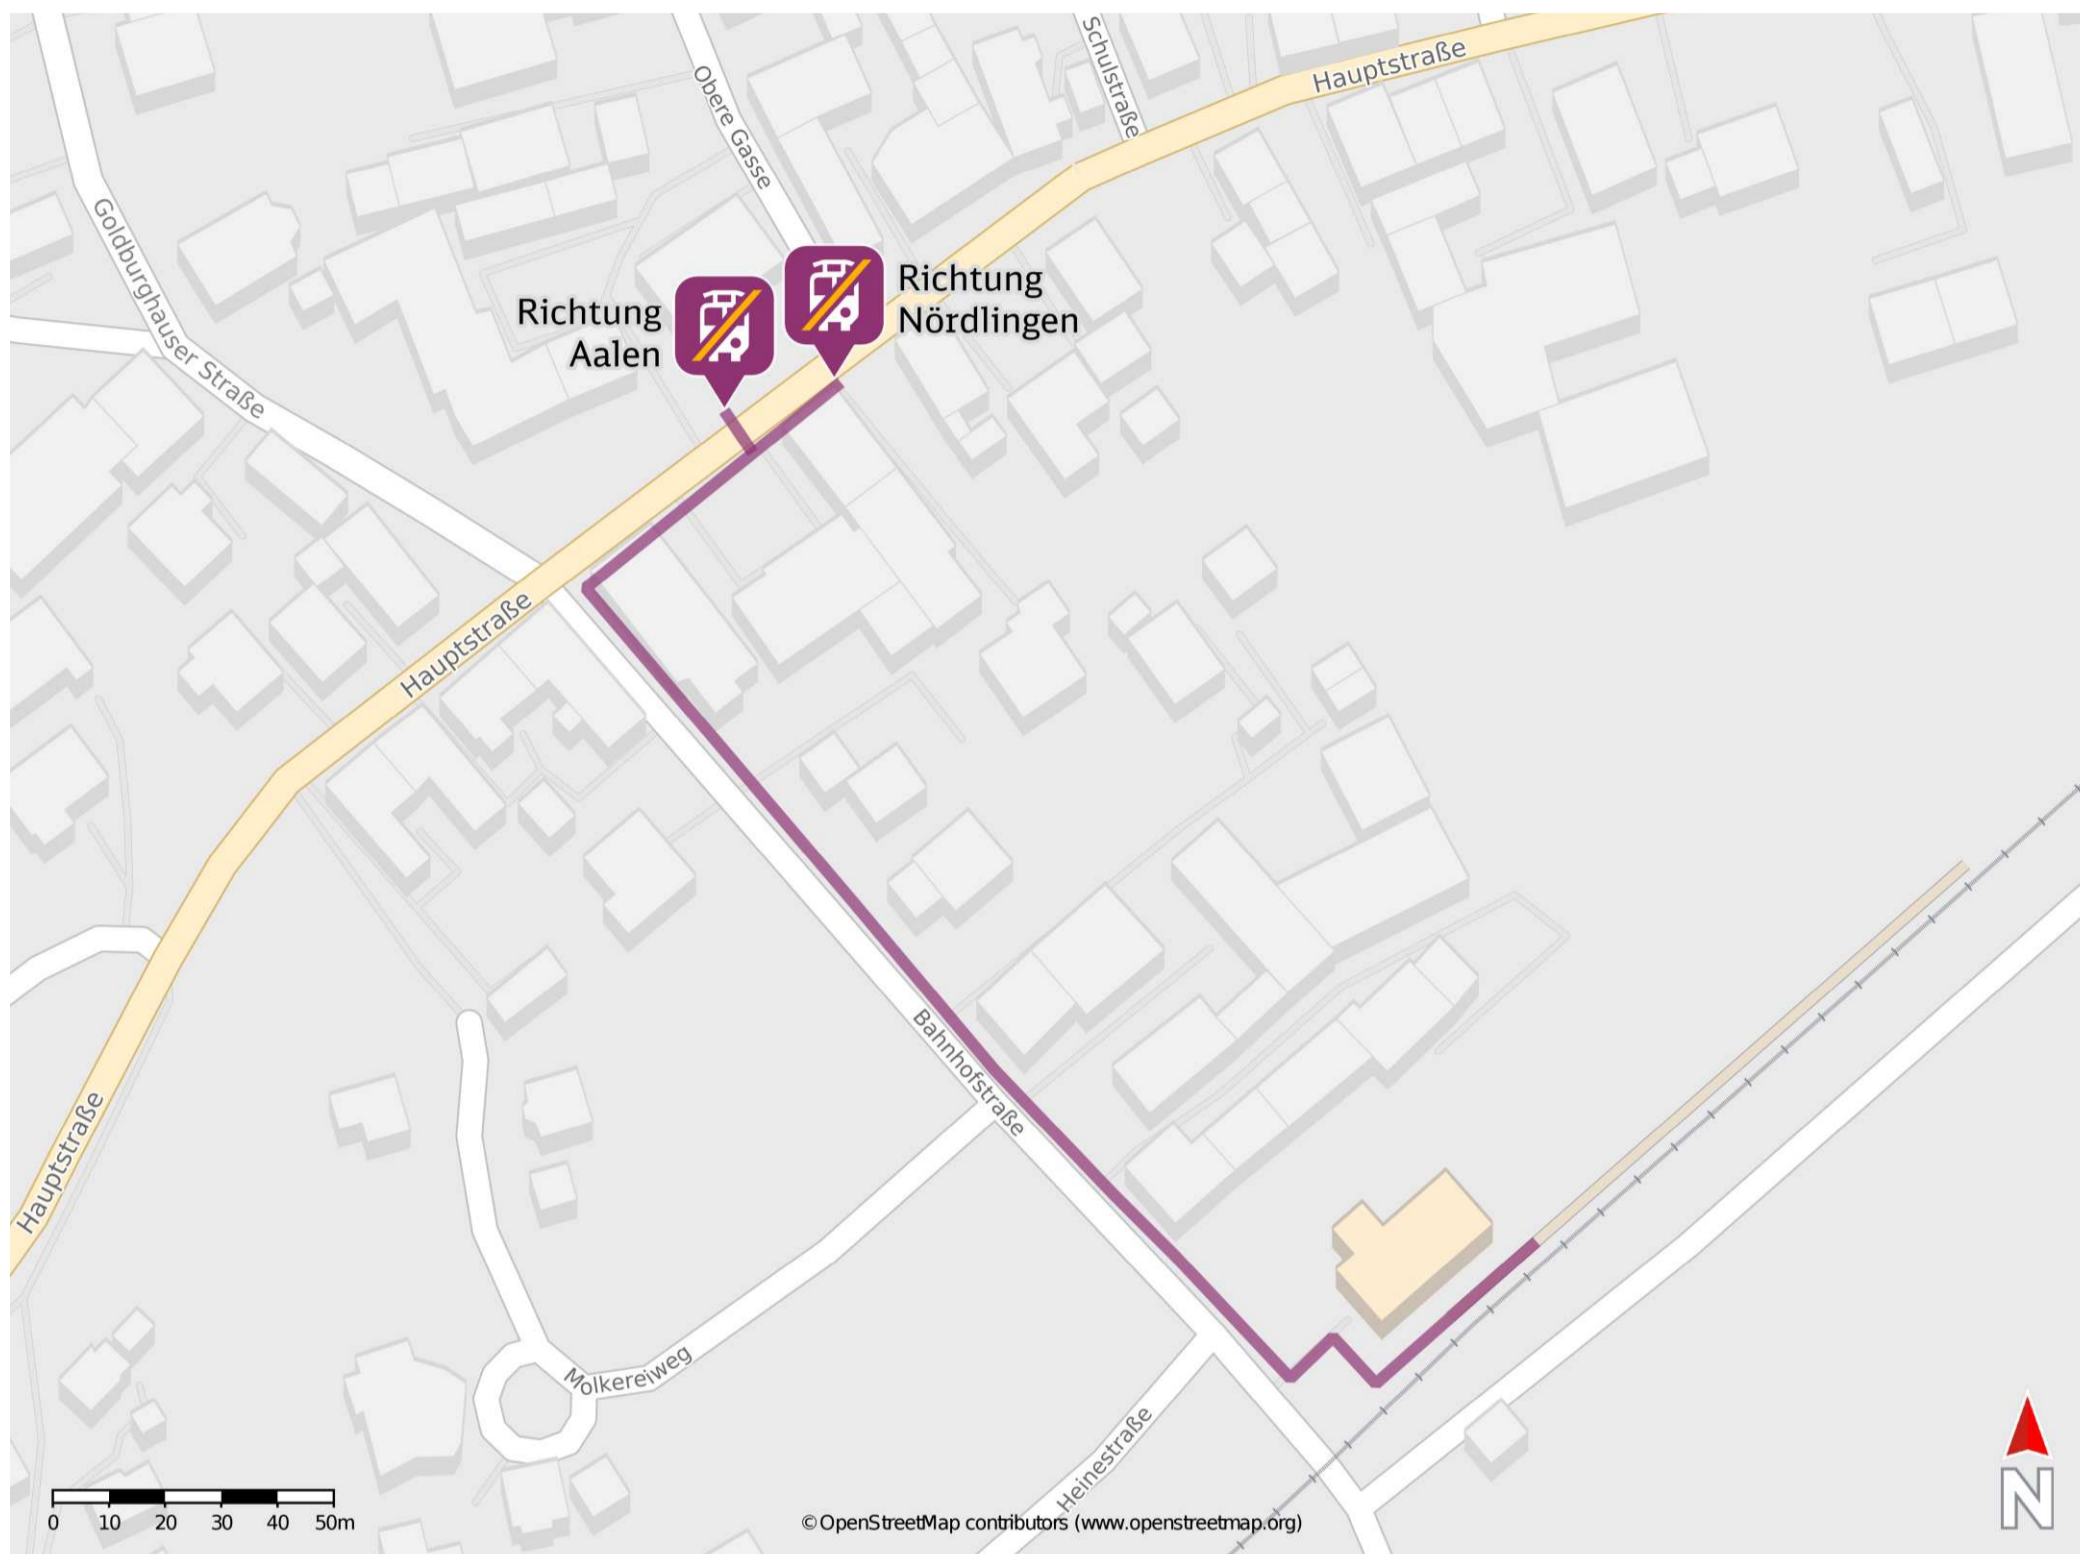 Schulstraße
Hauptstraße
Obere Gasse
Goldburghauser Straße
Richtung
Nördlingen
Richtung
Aalen
Hauptstraße
Bahnhofstraße
Hauptstraße
Molkereiweg
Heinestraße
0 10 20 30 40 50m
© OpenStreetMap contributors (www.openstreetmap.org)
N